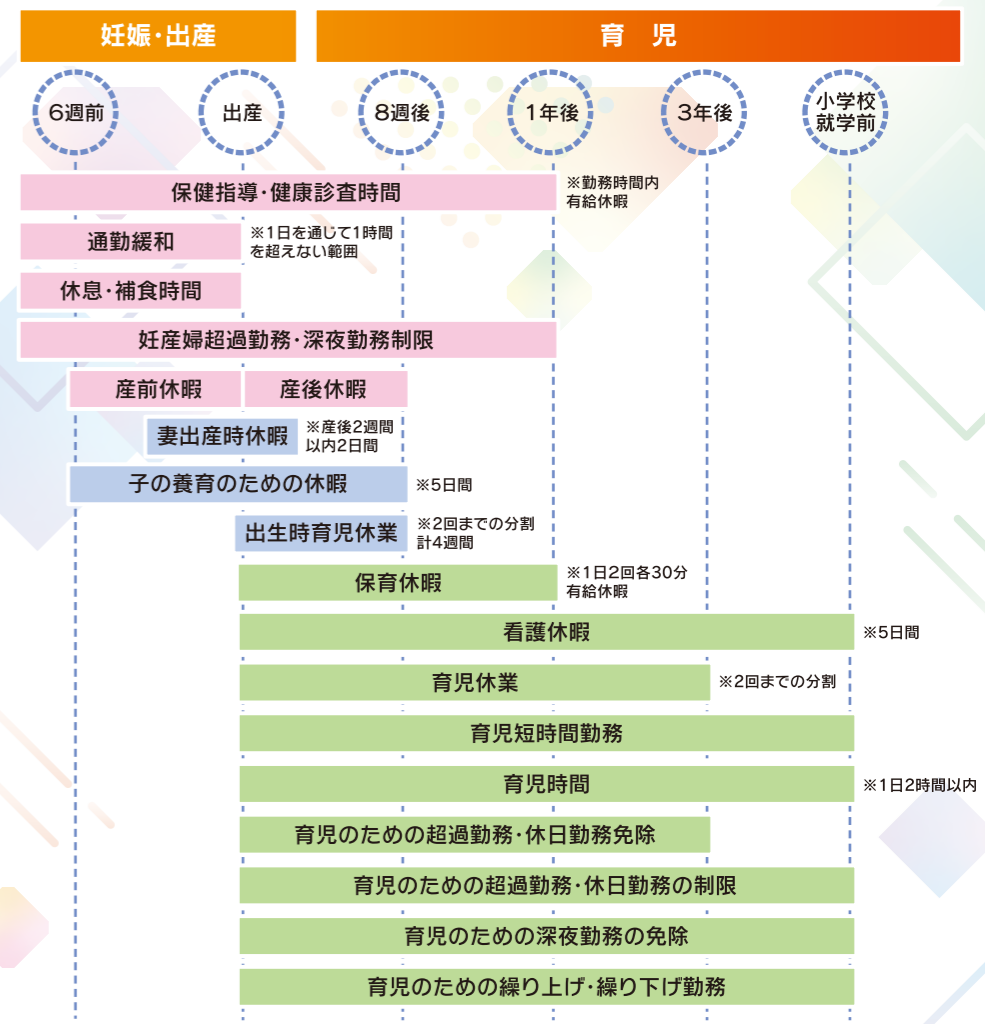 妊娠・出産
育　児
6週前
出産
8週後
1年後
3年後
小学校
就学前
保健指導・健康診査時間
※勤務時間内
有給休暇
通勤緩和
※1日を通じて1時間
を超えない範囲
休息・補食時間
妊産婦超過勤務・深夜勤務制限
産前休暇
産後休暇
妻出産時休暇
※産後2週間
以内2日間
子の養育のための休暇
※5日間
出生時育児休業
※2回までの分割
計4週間
保育休暇
※1日2回各30分
有給休暇
看護休暇
※5日間
育児休業
※2回までの分割
育児短時間勤務
育児時間
※1日2時間以内
育児のための超過勤務・休日勤務免除
育児のための超過勤務・休日勤務の制限
育児のための深夜勤務の免除
育児のための繰り上げ・繰り下げ勤務